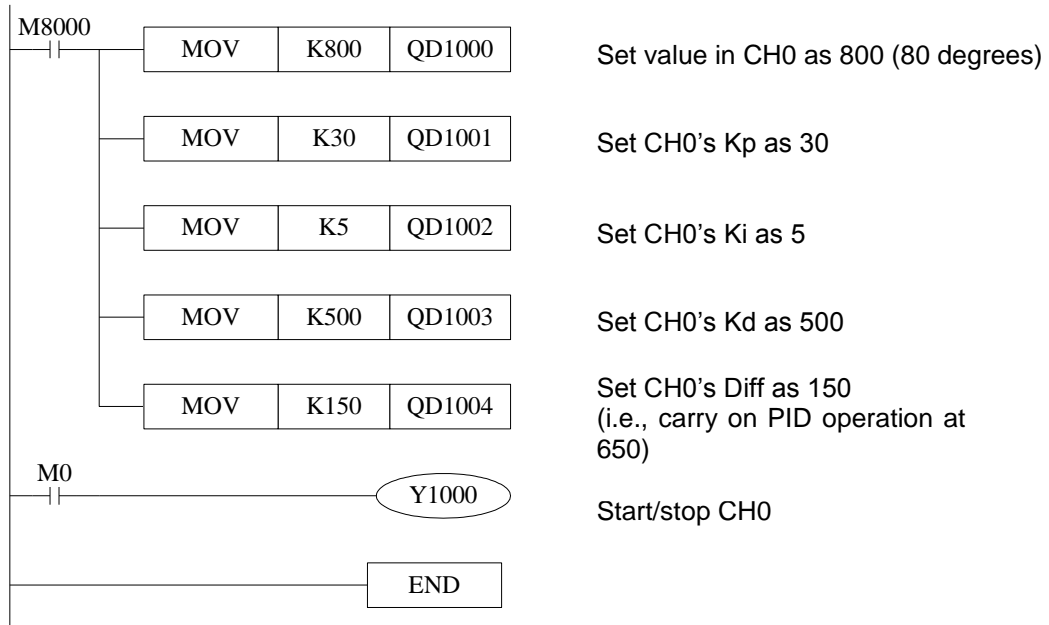 M8000
MOV K800 QD1000 Set value in CH0 as 800 (80 degrees)
MOV K30 QD1001 Set CH0’s Kp as 30
MOV K5 QD1002 Set CH0’s Ki as 5
MOV K500 QD1003 Set CH0’s Kd as 500
MOV K150 QD1004 Set CH0’s Diff as 150
(i.e., carry on PID operation at
650)
M0
Y1000 Start/stop CH0
END